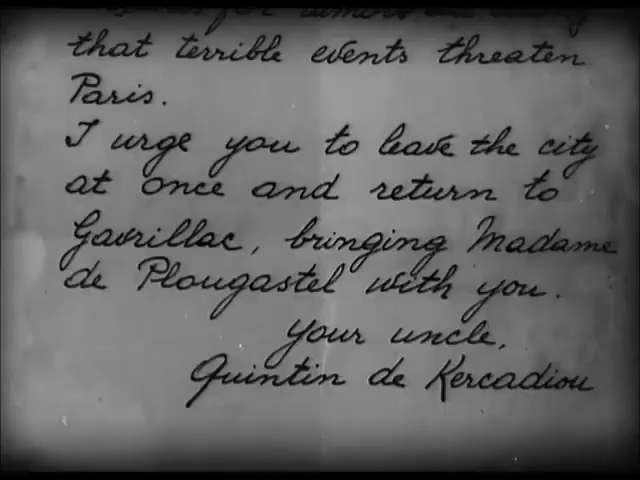 that terrible events threaten
Paris.
I urge you to leave the city
at once and return to
Gavrillac, bringing Madame
de Plougastel with you.
Your uncle,
Quintin de Kercadiou